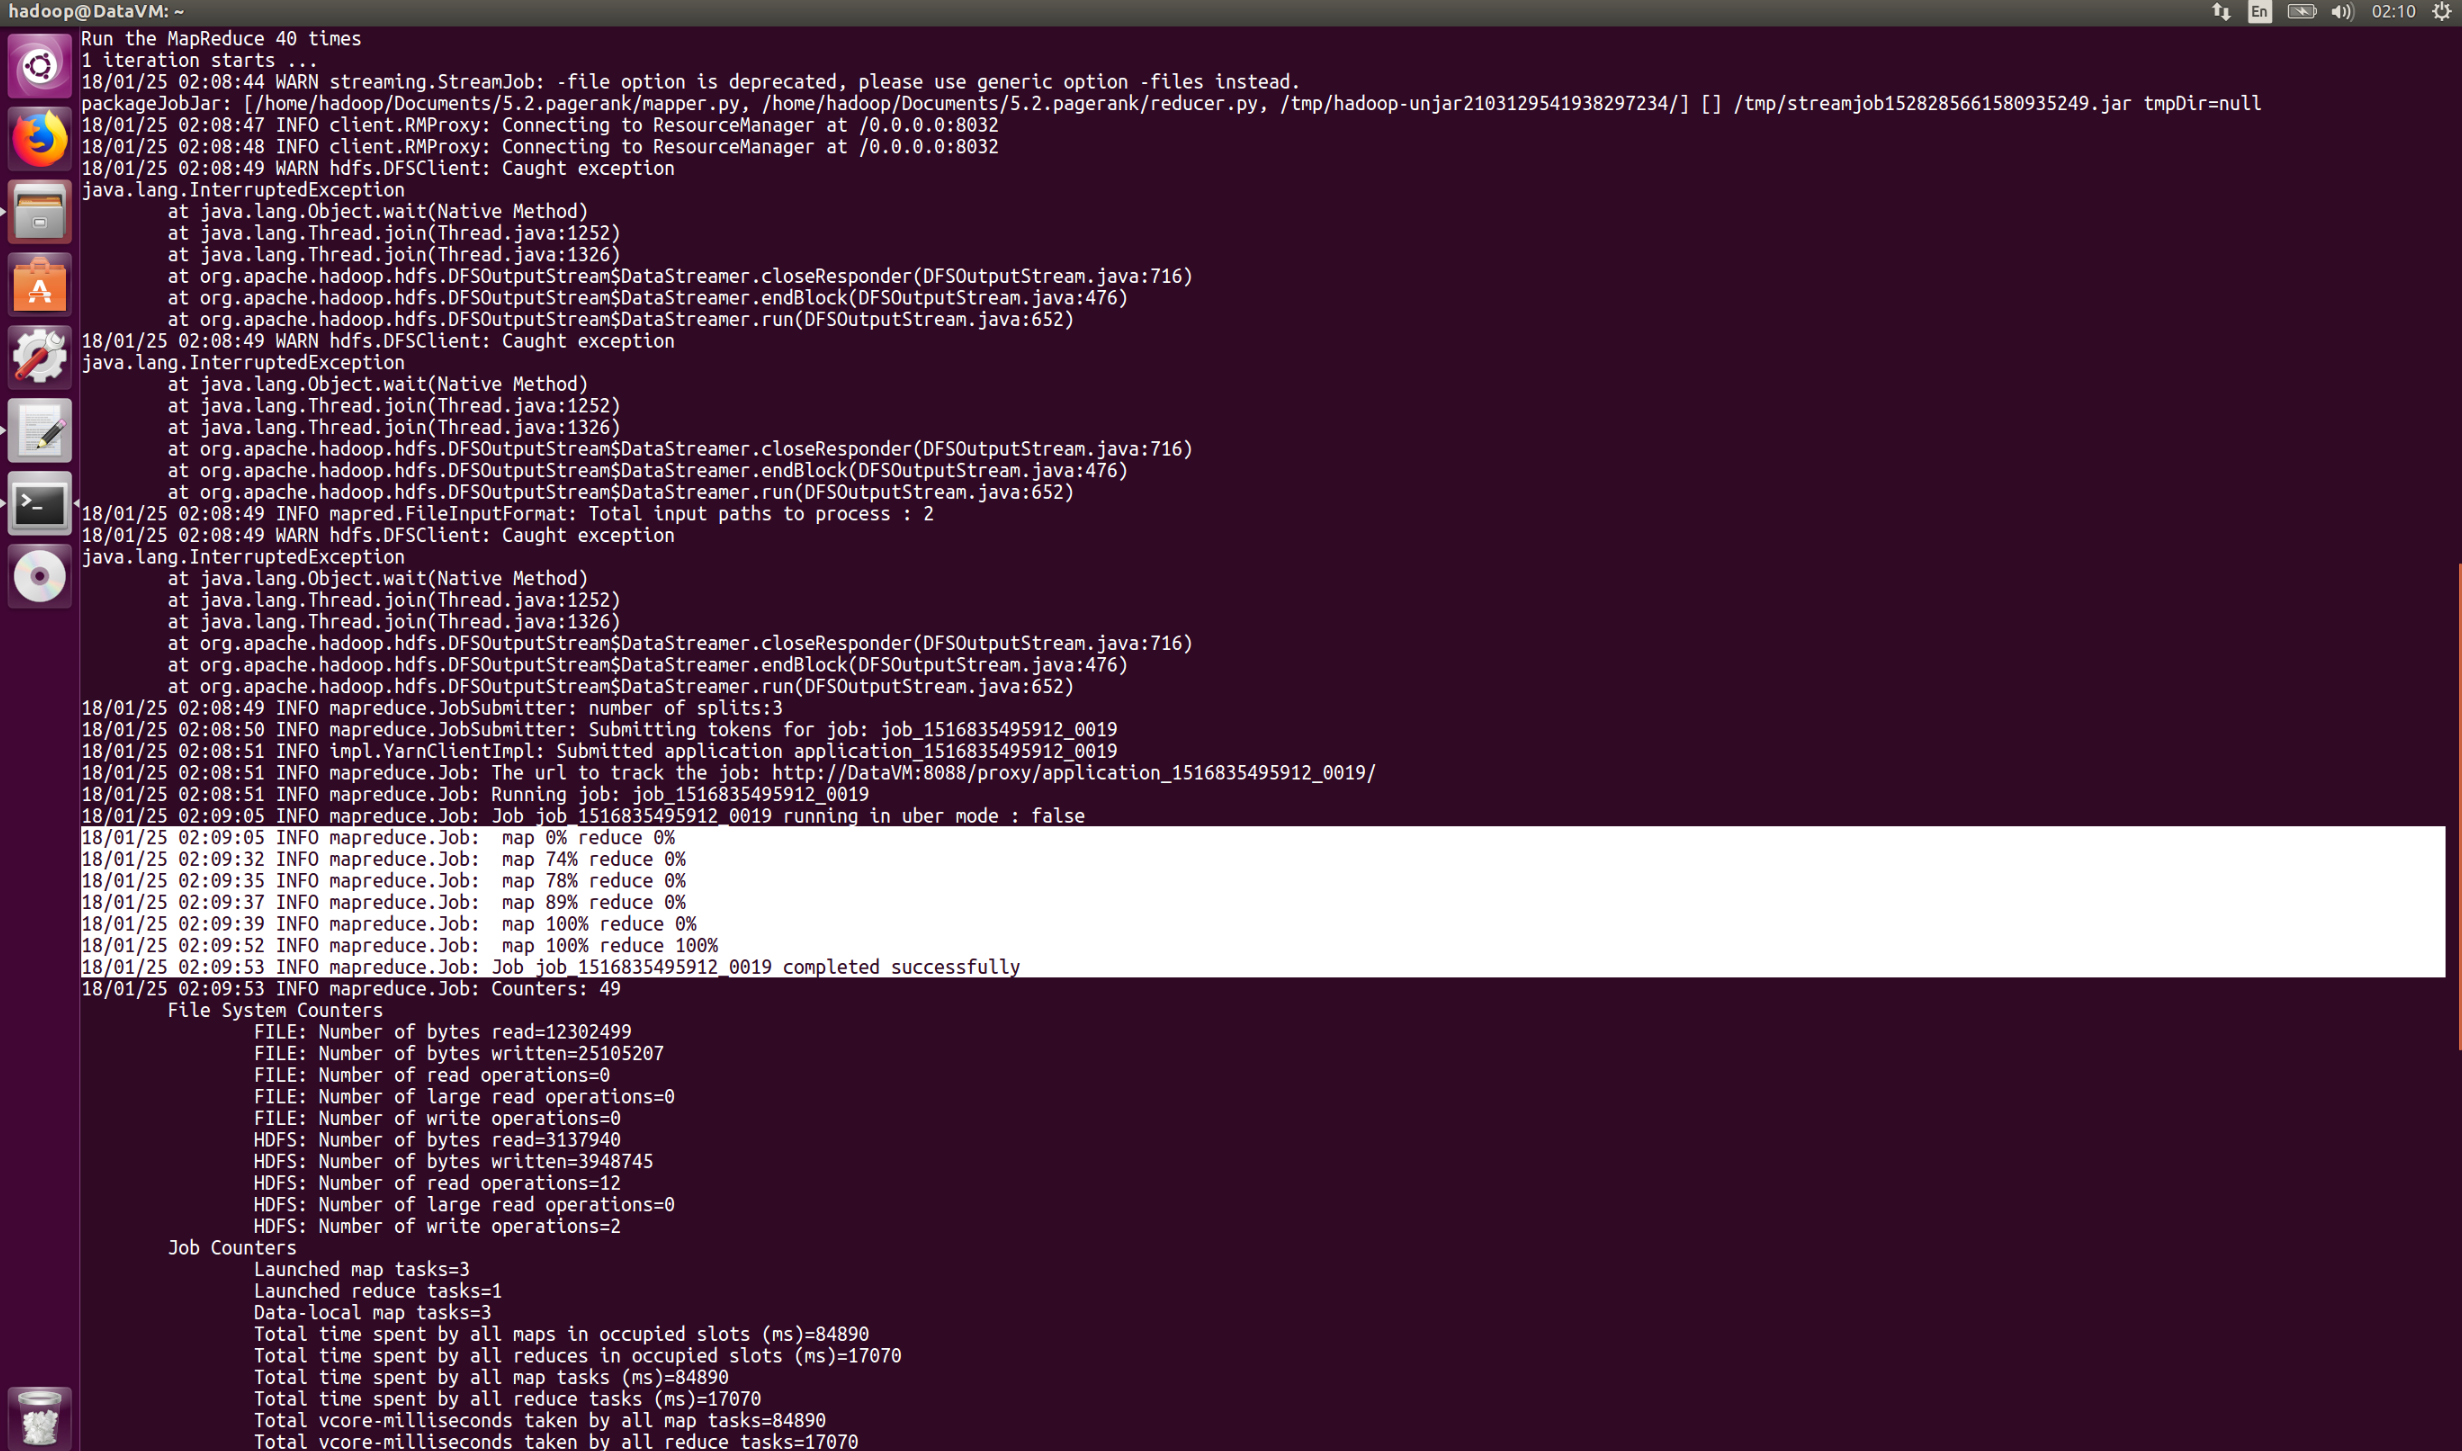 hadoop@DataVM: ~
En
02:10
Run the MapReduce 40 times
1 iteration starts ...
18/01/25 02:08:44 WARN streaming.StreamJob: -file option is deprecated, please use generic option -files instead.
packageJobJar: [/home/hadoop/Documents/5.2.pagerank/mapper.py, /home/hadoop/Documents/5.2.pagerank/reducer.py, /tmp/hadoop-unjar2103129541938297234/] [] /tmp/streamjob1528285661580935249.jar tmpDir=null
18/01/25 02:08:47 INFO client.RMProxy: Connecting to ResourceManager at /0.0.0.0:8032
18/01/25 02:08:48 INFO client.RMProxy: Connecting to ResourceManager at /0.0.0.0:8032
18/01/25 02:08:49 WARN hdfs.DFSClient: Caught exception
java.lang.InterruptedException
at java.lang.Object.wait(Native Method)
at java.lang.Thread.join(Thread.java:1252)
at java.lang.Thread.join(Thread.java:1326)
at org.apache.hadoop.hdfs.DFSOutputStream$DataStreamer.closeResponder(DFSOutputStream.java:716)
at org.apache.hadoop.hdfs.DFSOutputStream$DataStreamer.endBlock(DFSOutputStream.java:476)
at org.apache.hadoop.hdfs.DFSOutputStream$DataStreamer.run(DFSOutputStream.java:652)
18/01/25 02:08:49 WARN hdfs.DFSClient: Caught exception
java.lang.InterruptedException
at java.lang.Object.wait(Native Method)
at java.lang.Thread.join(Thread.java:1252)
at java.lang.Thread.join(Thread.java:1326)
at org.apache.hadoop.hdfs.DFSOutputStream$DataStreamer.closeResponder(DFSOutputStream.java:716)
at org.apache.hadoop.hdfs.DFSOutputStream$DataStreamer.endBlock(DFSOutputStream.java:476)
at org.apache.hadoop.hdfs.DFSOutputStream$DataStreamer.run(DFSOutputStream.java:652)
18/01/25 02:08:49 INFO mapred.FileInputFormat: Total input paths to process : 2
18/01/25 02:08:49 WARN hdfs.DFSClient: Caught exception
java.lang.InterruptedException
at java.lang.Object.wait(Native Method)
at java.lang.Thread.join(Thread.java:1252)
at java.lang.Thread.join(Thread.java:1326)
at org.apache.hadoop.hdfs.DFSOutputStream$DataStreamer.closeResponder(DFSOutputStream.java:716)
at org.apache.hadoop.hdfs.DFSOutputStream$DataStreamer.endBlock(DFSOutputStream.java:476)
at org.apache.hadoop.hdfs.DFSOutputStream$DataStreamer.run(DFSOutputStream.java:652)
18/01/25 02:08:49 INFO mapreduce.JobSubmitter: number of splits:3
18/01/25 02:08:50 INFO mapreduce.JobSubmitter: Submitting tokens for job: job_1516835495912_0019
18/01/25 02:08:51 INFO impl.YarnClientImpl: Submitted application application_1516835495912_0019
18/01/25 02:08:51 INFO mapreduce.Job: The url to track the job: http://DataVM:8088/proxy/application_1516835495912_0019/
18/01/25 02:08:51 INFO mapreduce.Job: Running job: job_1516835495912_0019
18/01/25 02:09:05 INFO mapreduce.Job: Job job_1516835495912_0019 running in uber mode : false
18/01/25 02:09:05 INFO mapreduce.Job:  map 0% reduce 0%
18/01/25 02:09:32 INFO mapreduce.Job:  map 74% reduce 0%
18/01/25 02:09:35 INFO mapreduce.Job:  map 78% reduce 0%
18/01/25 02:09:37 INFO mapreduce.Job:  map 89% reduce 0%
18/01/25 02:09:39 INFO mapreduce.Job:  map 100% reduce 0%
18/01/25 02:09:52 INFO mapreduce.Job:  map 100% reduce 100%
18/01/25 02:09:53 INFO mapreduce.Job: Job job_1516835495912_0019 completed successfully
18/01/25 02:09:53 INFO mapreduce.Job: Counters: 49
File System Counters
FILE: Number of bytes read=12302499
FILE: Number of bytes written=25105207
FILE: Number of read operations=0
FILE: Number of large read operations=0
FILE: Number of write operations=0
HDFS: Number of bytes read=3137940
HDFS: Number of bytes written=3948745
HDFS: Number of read operations=12
HDFS: Number of large read operations=0
HDFS: Number of write operations=2
Job Counters
Launched map tasks=3
Launched reduce tasks=1
Data-local map tasks=3
Total time spent by all maps in occupied slots (ms)=84890
Total time spent by all reduces in occupied slots (ms)=17070
Total time spent by all map tasks (ms)=84890
Total time spent by all reduce tasks (ms)=17070
Total vcore-milliseconds taken by all map tasks=84890
Total vcore-milliseconds taken by all reduce tasks=17070